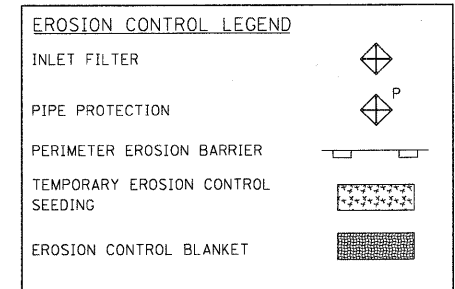 EROSION CONTROL LEGEND
INLET FILTER
P
PIPE PROTECTION
PERIMETER EROSION BARRIER
TEMPORARY EROSION CONTROL
SEEDING
EROSION CONTROL BLANKET